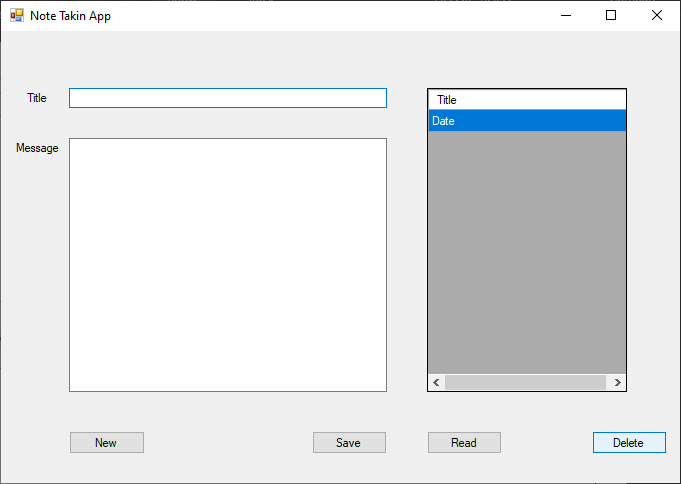 Note Takin App
Title
Title
Date
Message
New
Save
Read
Delete